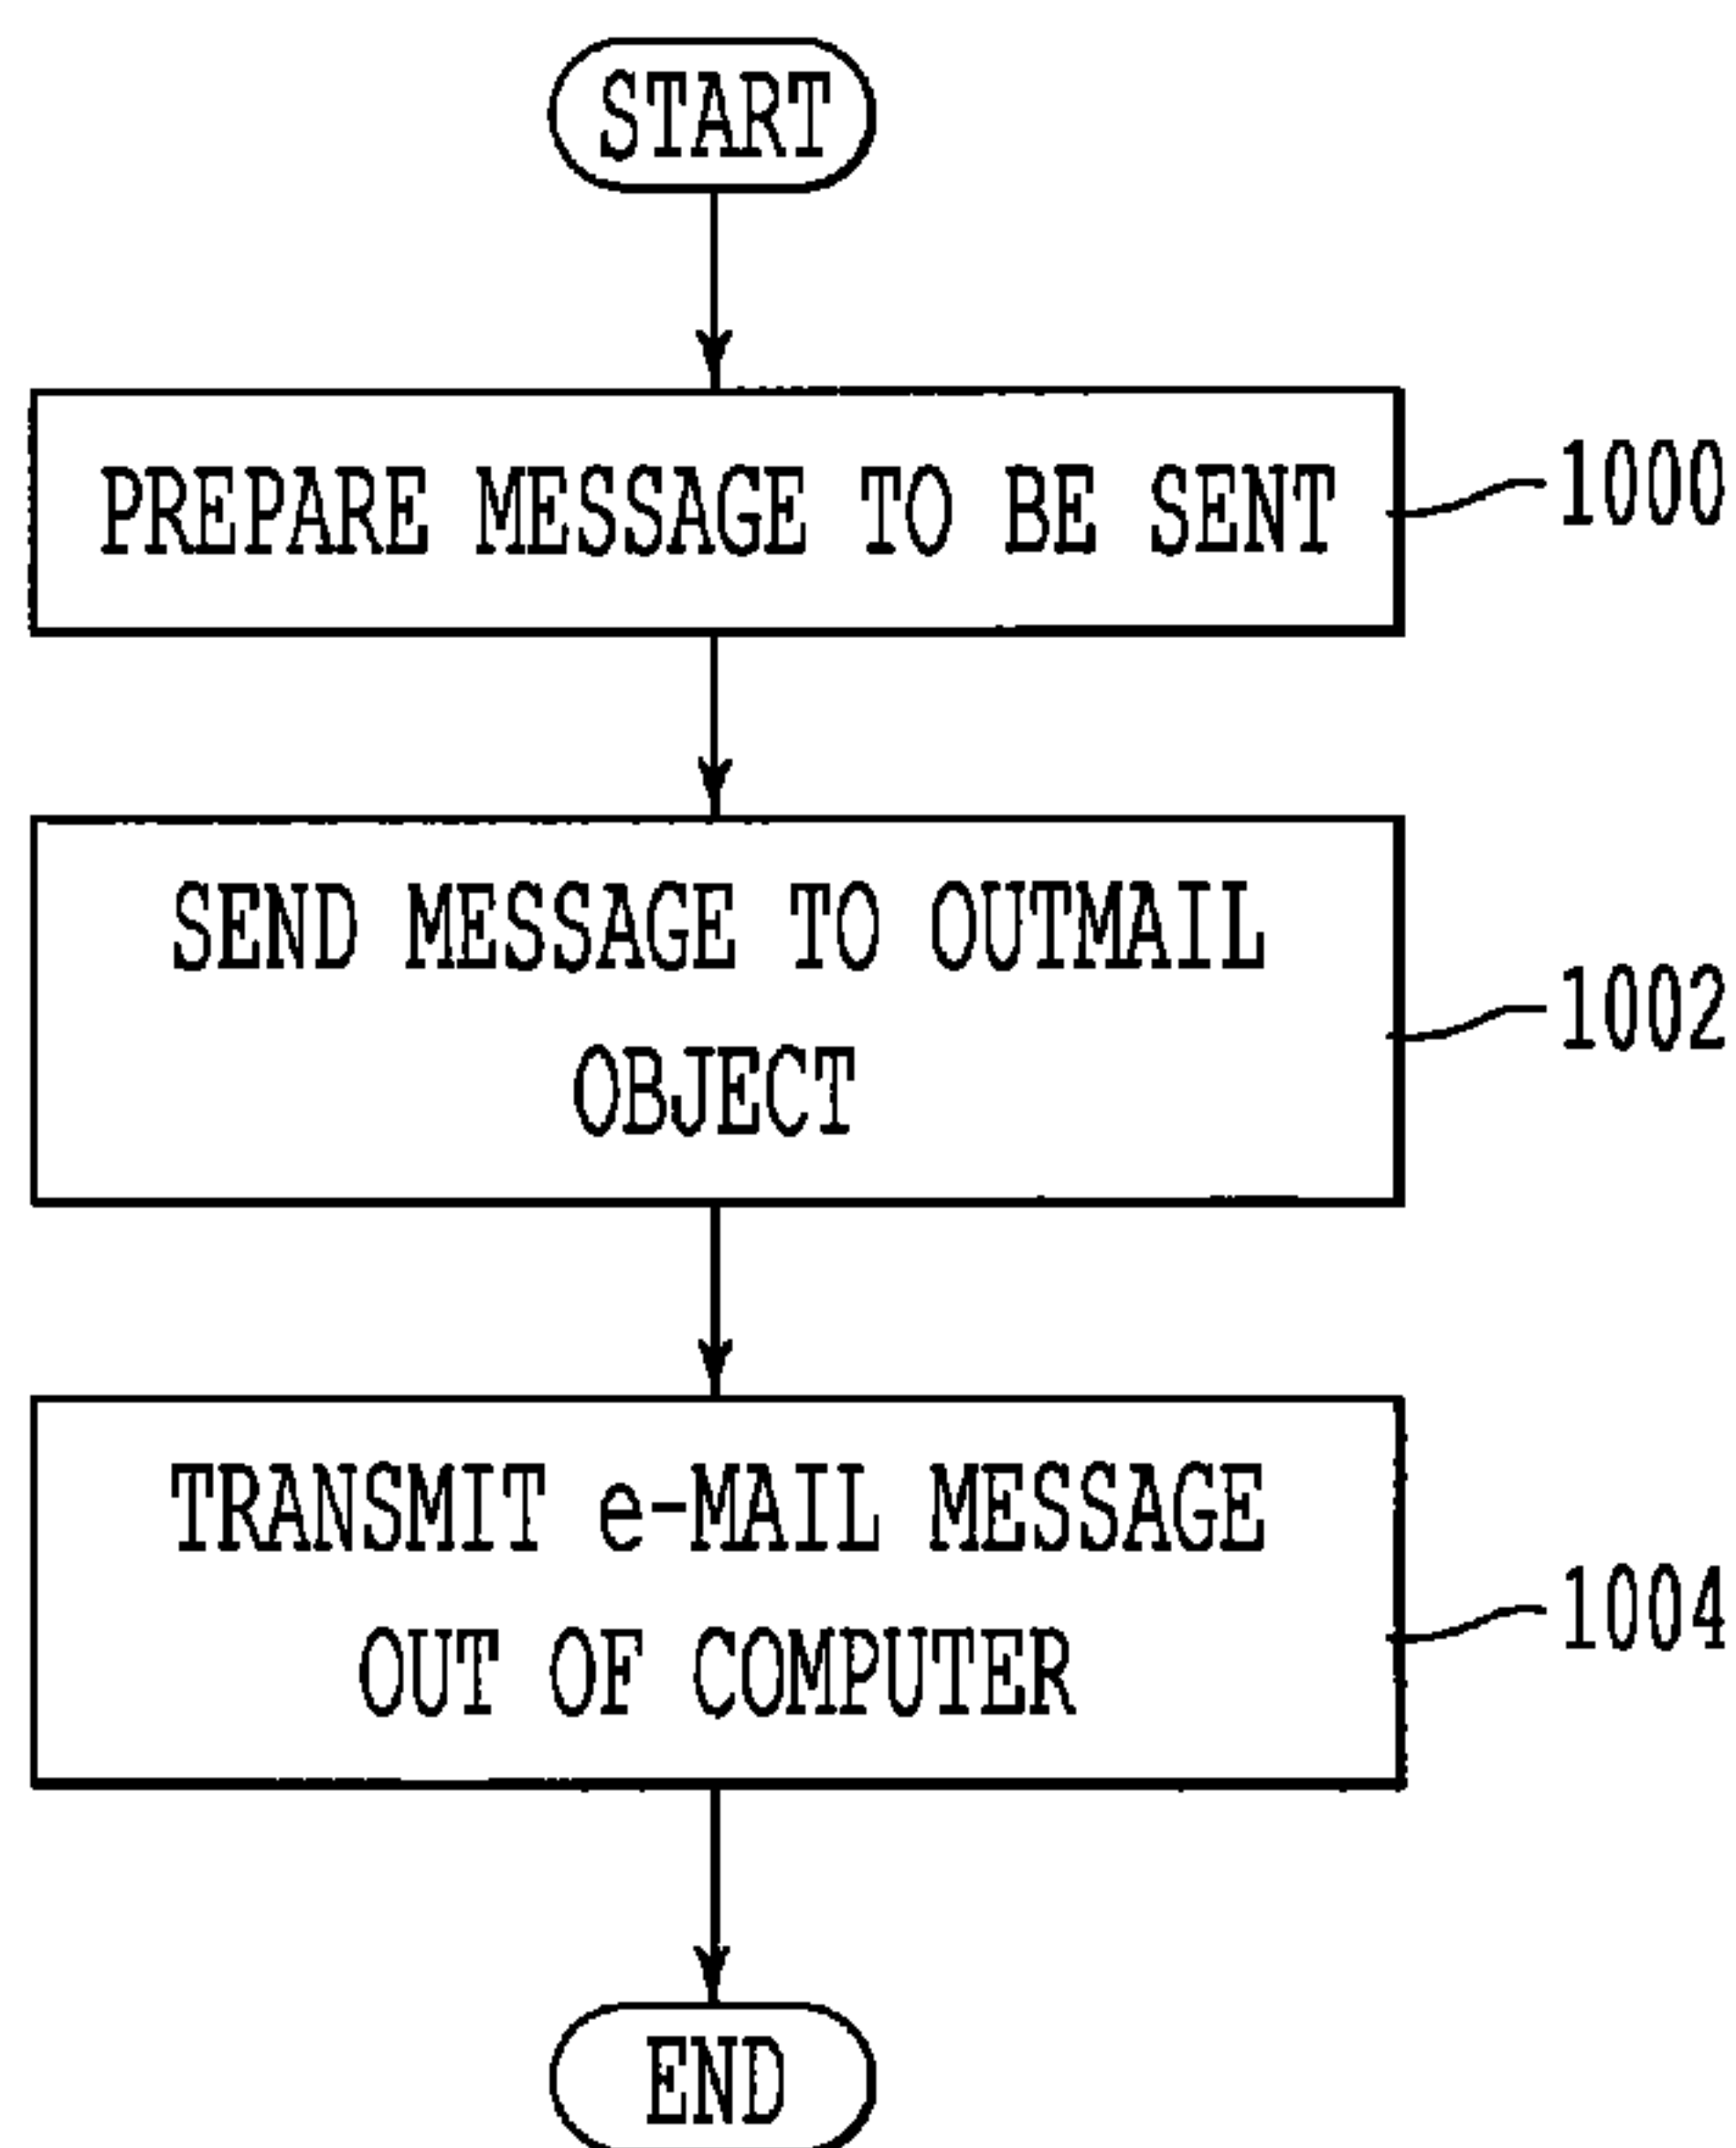 START
PREPARE MESSAGE TO BE SENT
1000
SEND MESSAGE TO OUTMAIL
OBJECT
1002
TRANSMIT e-MAIL MESSAGE
OUT OF COMPUTER
1004
END